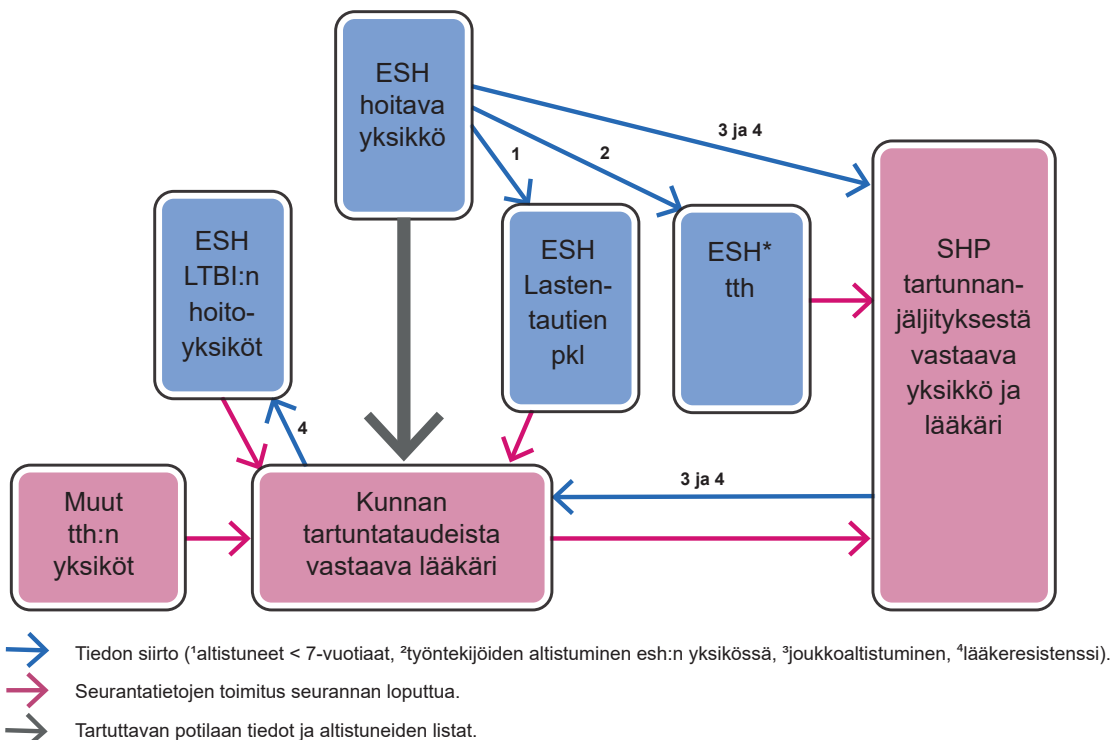 ESH
hoitava
yksikkö
3 ja 4
1
2
ESH
LTBI:n
hoito-
yksiköt
ESH
Lasten-
tautien
pkl
ESH*
tth
SHP
tartunnan-
jäljityksestä
vastaava
yksikkö ja
lääkäri
4
3 ja 4
Muut
tth:n
yksiköt
Kunnan
tartuntataudeista
vastaava lääkäri
Tiedon siirto (¹altistuneet < 7-vuotiaat, ²työntekijöiden altistuminen esh:n yksikössä, ³joukkoaltistuminen, ⁴lääkeresistenssi).
Seurantatietojen toimitus seurannan loputtua.
Tartuttavan potilaan tiedot ja altistuneiden listat.